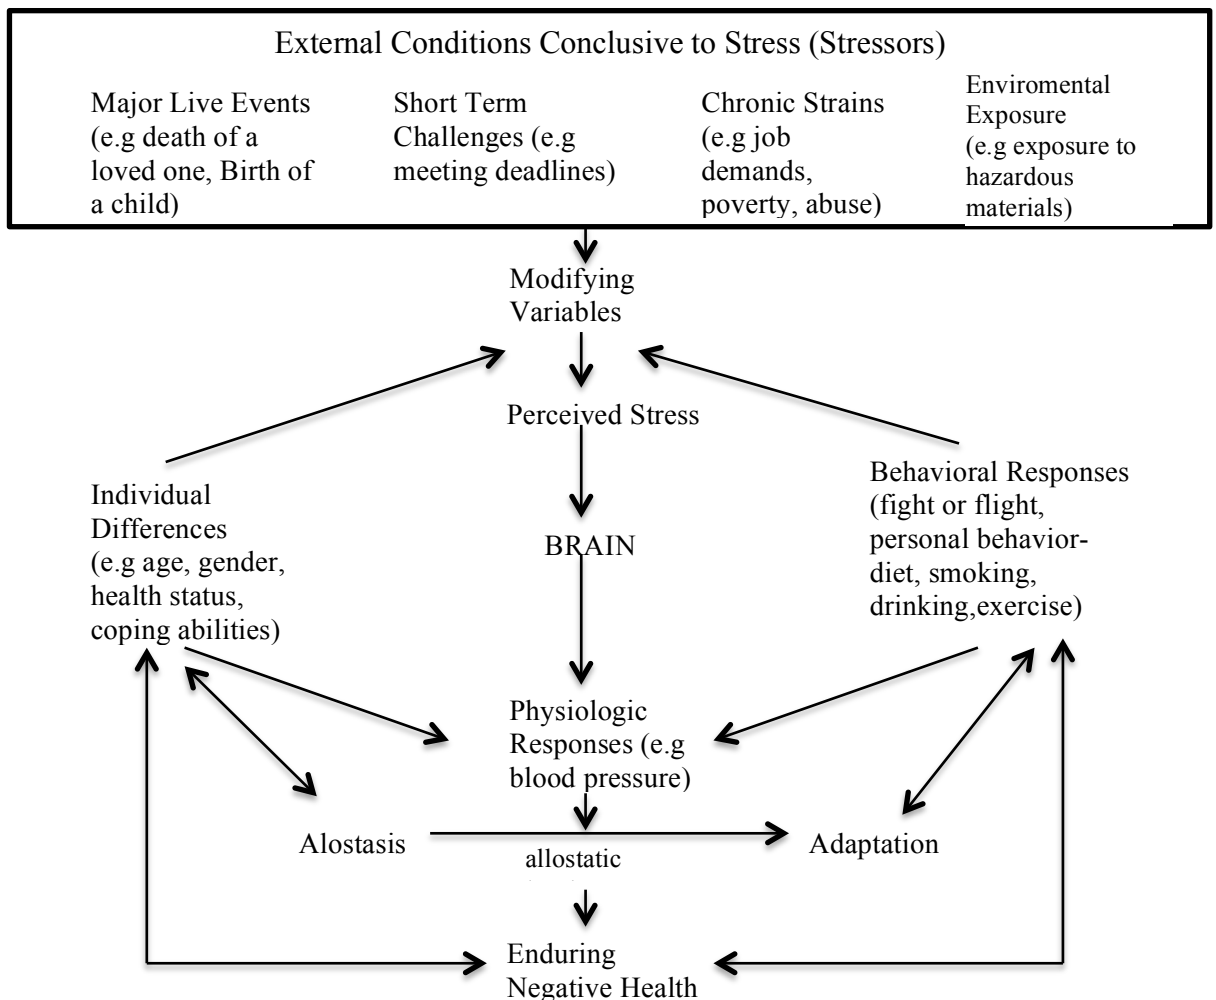 External Conditions Conclusive to Stress (Stressors)
Major Live Events
(e.g death of a
loved one, Birth of
a child)
Short Term
Challenges (e.g
meeting deadlines)
Chronic Strains
(e.g job
demands,
poverty, abuse)
Enviromental
Exposure
(e.g exposure to
hazardous
materials)
Modifying
Variables
Perceived Stress
BRAIN
Individual
Differences
(e.g age, gender,
health status,
coping abilities)
Behavioral Responses
(fight or flight,
personal behavior-
diet, smoking,
drinking,exercise)
Physiologic
Responses (e.g
blood pressure)
Alostasis
allostatic
Adaptation
Enduring
Negative Health